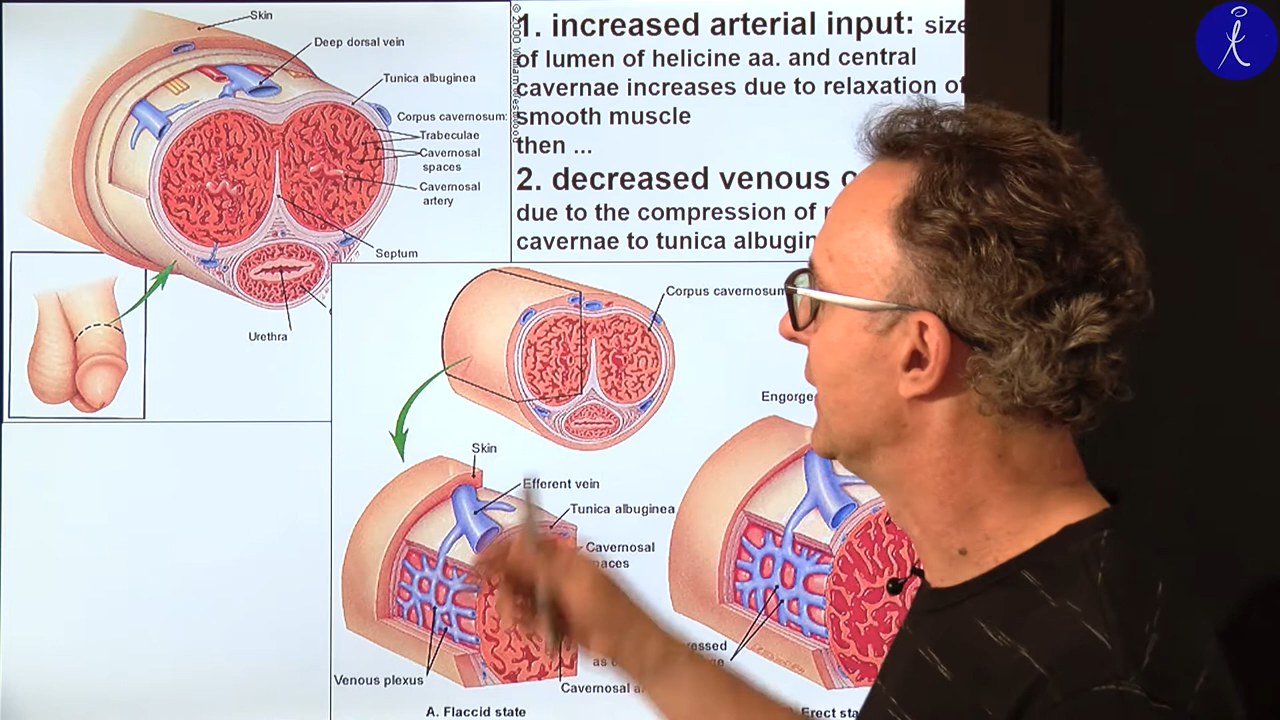 Skin
Deep dorsal vein
Tunica albuginea
Corpus cavernosum:
Trabeculae
Cavernosal
spaces
Cavernosal
artery
Septum
Urethra
1. increased arterial input: size
of lumen of helicine aa. and central
cavernae increases due to relaxation of
smooth muscle
then ...
2. decreased venous
due to the compression of
cavernae to tunica
Corpus cavernosum
Skin
Efferent vein
Tunica albuginea
Cavernosal
Venous plexus
Cavernosal
A. Flaccid state
Erect